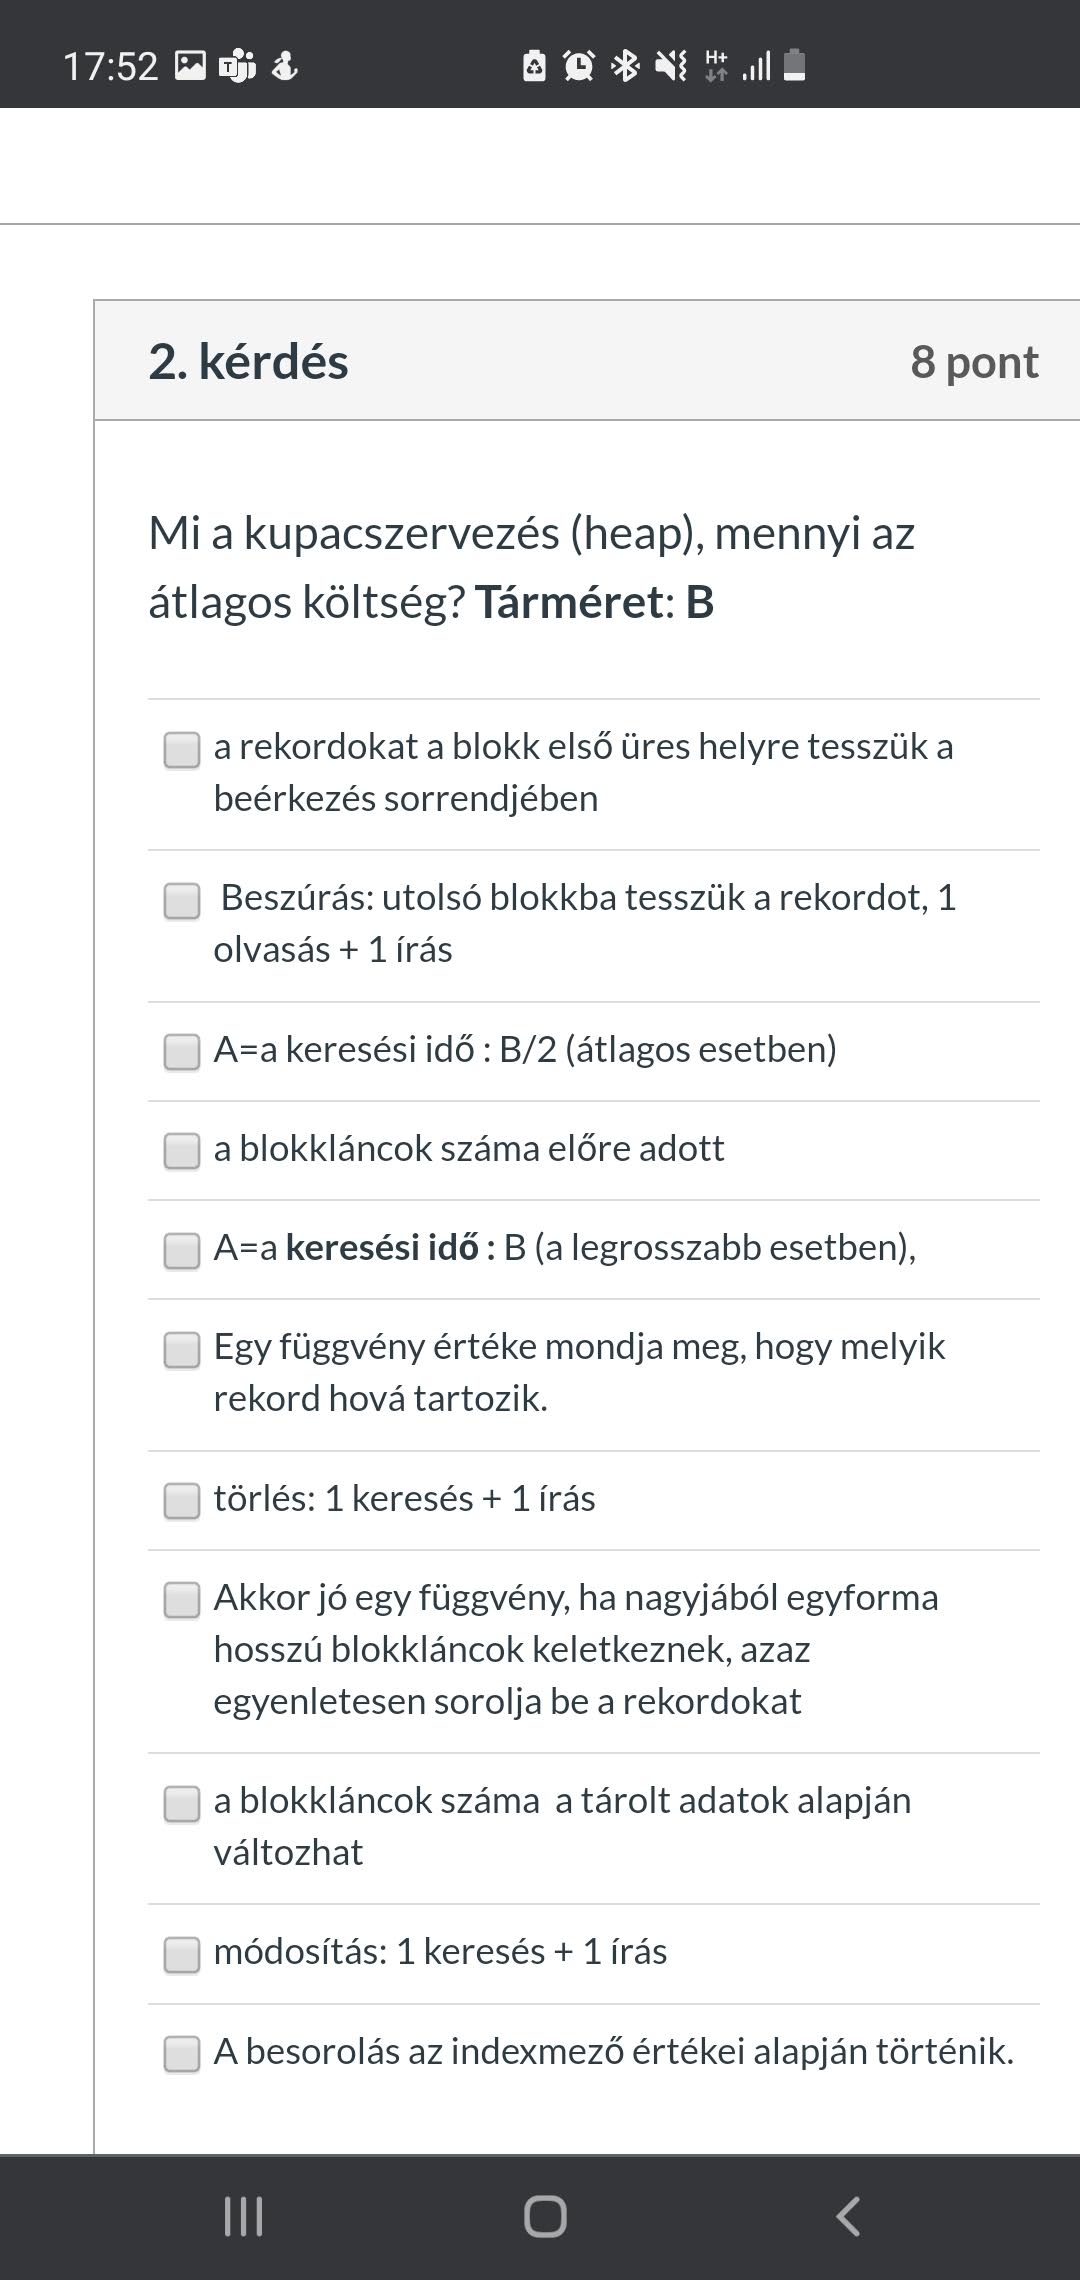 17:52
H+
2. kérdés
8 pont
Mi a kupacszervezés (heap), mennyi az
átlagos költség? Tárméret: B
a rekordokat a blokk első üres helyre tesszük a
beérkezés sorrendjében
Beszúrás: utolsó blokkba tesszük a rekordot, 1
olvasás + 1 írás
A=a keresési idő : B/2 (átlagos esetben)
a blokkláncok száma előre adott
A=a keresési idő : B (a legrosszabb esetben),
Egy függvény értéke mondja meg, hogy melyik
rekord hová tartozik.
törlés: 1 keresés + 1 írás
Akkor jó egy függvény, ha nagyjából egyforma
hosszú blokkláncok keletkeznek, azaz
egyenletesen sorolja be a rekordokat
a blokkláncok száma a tárolt adatok alapján
változhat
módosítás: 1 keresés + 1 írás
A besorolás az indexmező értékei alapján történik.